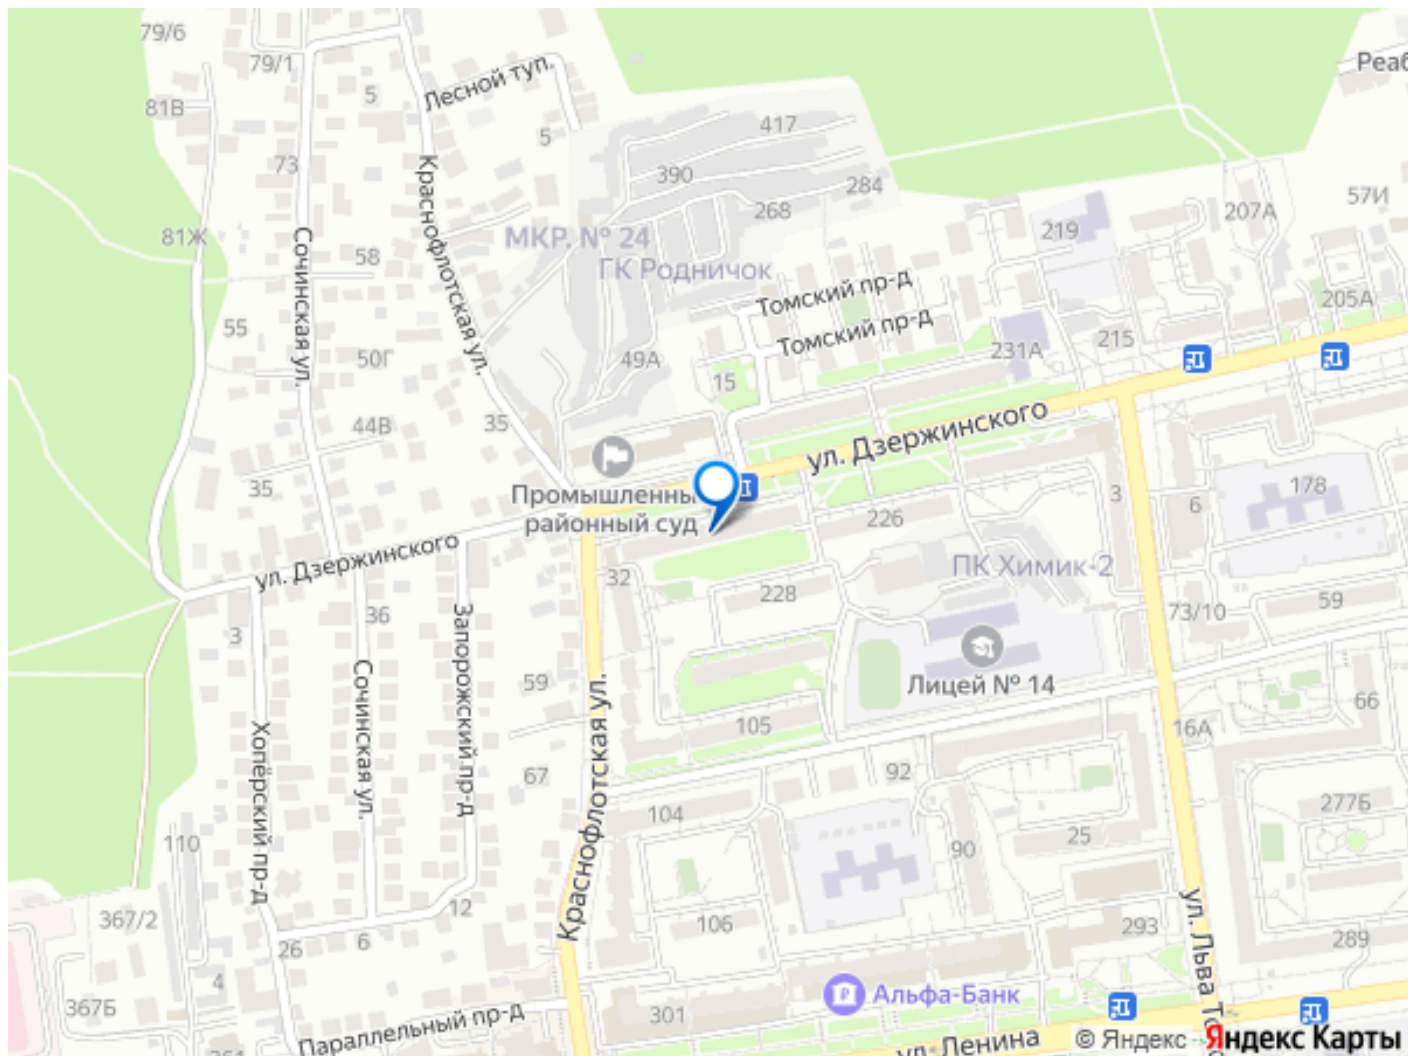 79/6
79/1
Реаб
5
Лесной туп.
81В
417
5
73
390
284
Краснофлотская ул.
268
57И
207А
219
81Ж
МКР. № 24
58
ГК Родничок
Сочинская ул.
Томский пр-д
205А
55
Томский пр-д
215
50Г
49А
231А
15
ул. Дзержинского
44В
35
35
Промышленны
районный суд
178
3
6
226
ул. Дзержинского
ПК Химик-2
32
228
59
36
73/10
3
Запорожский пр-д
Лицей № 14
59
Сочинская ул.
66
Краснофлотская ул.
105
16А
Хопёрский пр-д
67
92
104
277Б
110
25
90
367/2
12
106
293
ул. Льва То
6
26
289
4
Альфа-Банк
367Б
301
Параллельный пр-д
ул. Ленина
© Яндекс Яндекс Карты